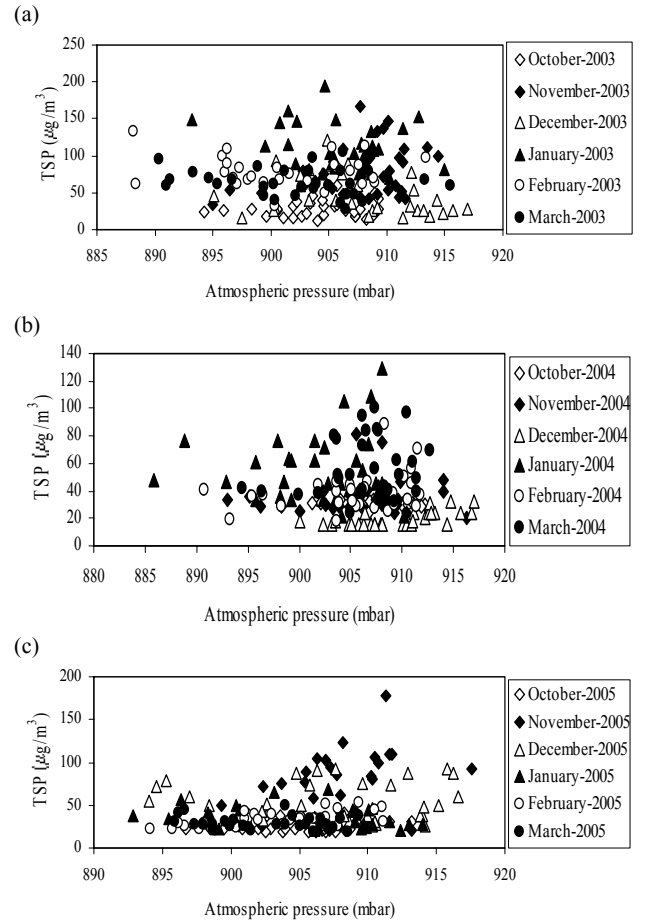 (a)
250
200
150
100
50
0
TSP (µg/m³)
885 890 895 900 905 910 915 920
Atmospheric pressure (mbar)
October-2003
November-2003
December-2003
January-2003
February-2003
March-2003
(b)
140
120
100
80
60
40
20
0
TSP (µg/m³)
880 885 890 895 900 905 910 915 920
Atmospheric pressure (mbar)
October-2004
November-2004
December-2004
January-2004
February-2004
March-2004
(c)
200
150
100
50
0
TSP (µg/m³)
890 895 900 905 910 915 920
Atmospheric pressure (mbar)
October-2005
November-2005
December-2005
January-2005
February-2005
March-2005